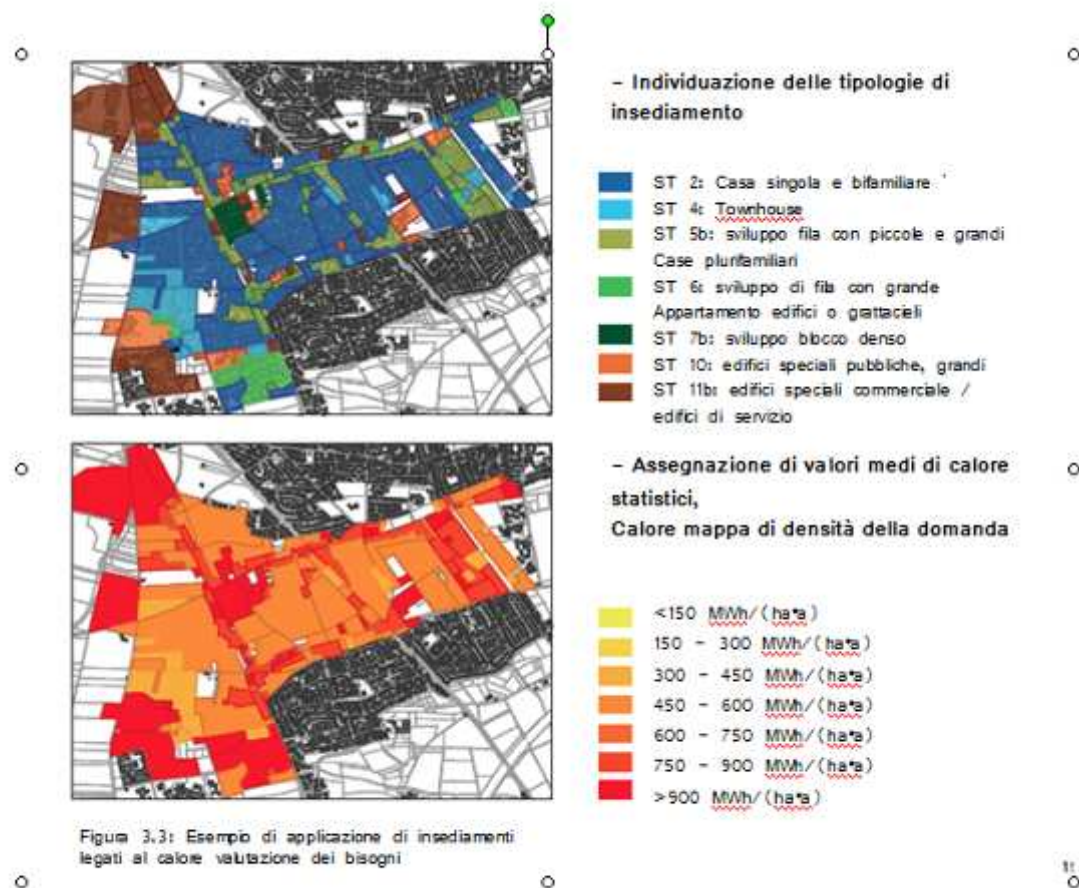 – Individuazione delle tipologie di
insediamento
ST 2: Casa singola e bifamiliare
ST 4: Townhouse
ST 5b: sviluppo fila con piccole e grandi
Case plurifamiliari
ST 6: sviluppo di fila con grande
Appartamento edifici o grattacieli
ST 7b: sviluppo blocco denso
ST 10: edifici speciali pubbliche, grandi
ST 11b: edifici speciali commerciale /
edifici di servizio
– Assegnazione di valori medi di calore
statistici,
Calore mappa di densità della domanda
<150 MWh/(ha*a)
150 – 300 MWh/(ha*a)
300 – 450 MWh/(ha*a)
450 – 600 MWh/(ha*a)
600 – 750 MWh/(ha*a)
750 – 900 MWh/(ha*a)
>900 MWh/(ha*a)
Figura 3.3: Esempio di applicazione di insediamenti
legati al calore valutazione dei bisogni